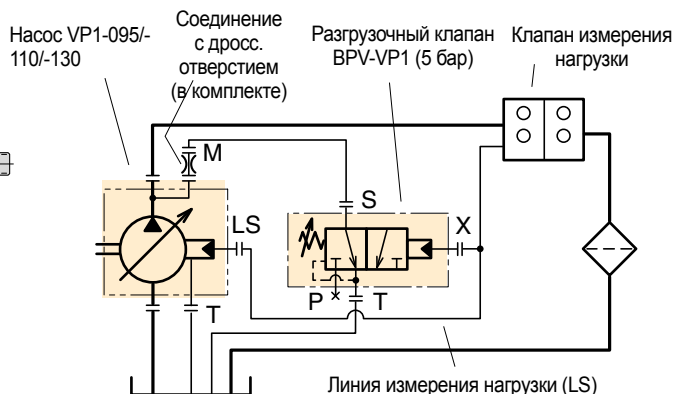 Насос VP1-095/-
110/-130
Соединение
с дросс.
отверстием
(в комплекте)
Разгрузочный клапан
BPV-VP1 (5 бар)
Клапан измерения
нагрузки
M
S
LS
X
P
T
T
Линия измерения нагрузки (LS)